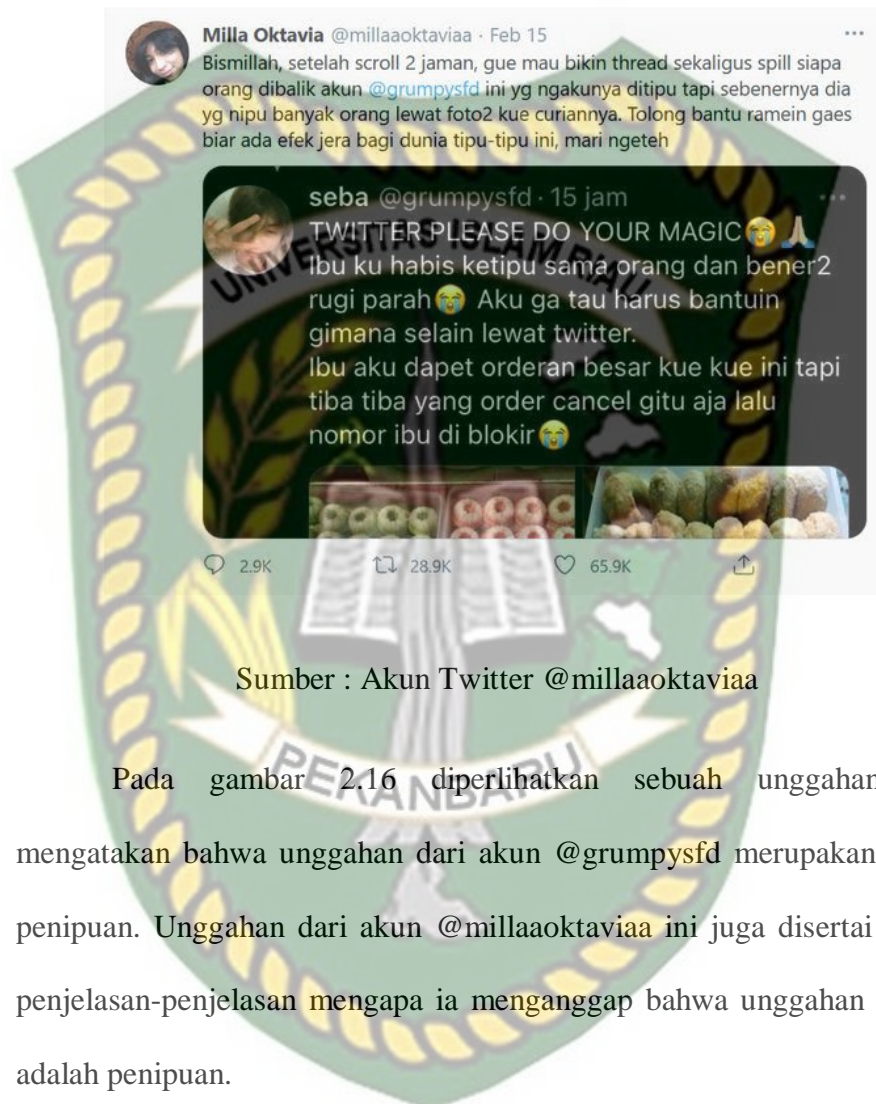 Milla Oktavia @millaaoktaviaa · Feb 15
Bismillah, setelah scroll 2 jaman, gue mau bikin thread sekaligus spill siapa
orang dibalik akun @grumpysfd ini yg ngakunya ditipu tapi sebenernya dia
yg nipu banyak orang lewat foto2 kue curiannya. Tolong bantu ramein gaes
biar ada efek jera bagi dunia tipu-tipu ini, mari ngeteh
seba @grumpysfd · 15 jam
TWITTER PLEASE DO YOUR MAGIC😭🙏
Ibu ku habis ketipu sama orang dan bener2
rugi parah😭 Aku ga tau harus bantuin
gimana selain lewat twitter.
Ibu aku dapet orderan besar kue kue ini tapi
tiba tiba yang order cancel gitu aja lalu
nomor ibu di blokir😭
2.9K 28.9K 65.9K
UNIVERSITAS ISLAM RIAU
Sumber : Akun Twitter @millaaoktaviaa
PEKANBARU
Pada gambar 2.16 diperlihatkan sebuah unggahan
mengatakan bahwa unggahan dari akun @grumpysfd merupakan
penipuan. Unggahan dari akun @millaaoktaviaa ini juga disertai
penjelasan-penjelasan mengapa ia menganggap bahwa unggahan
adalah penipuan.